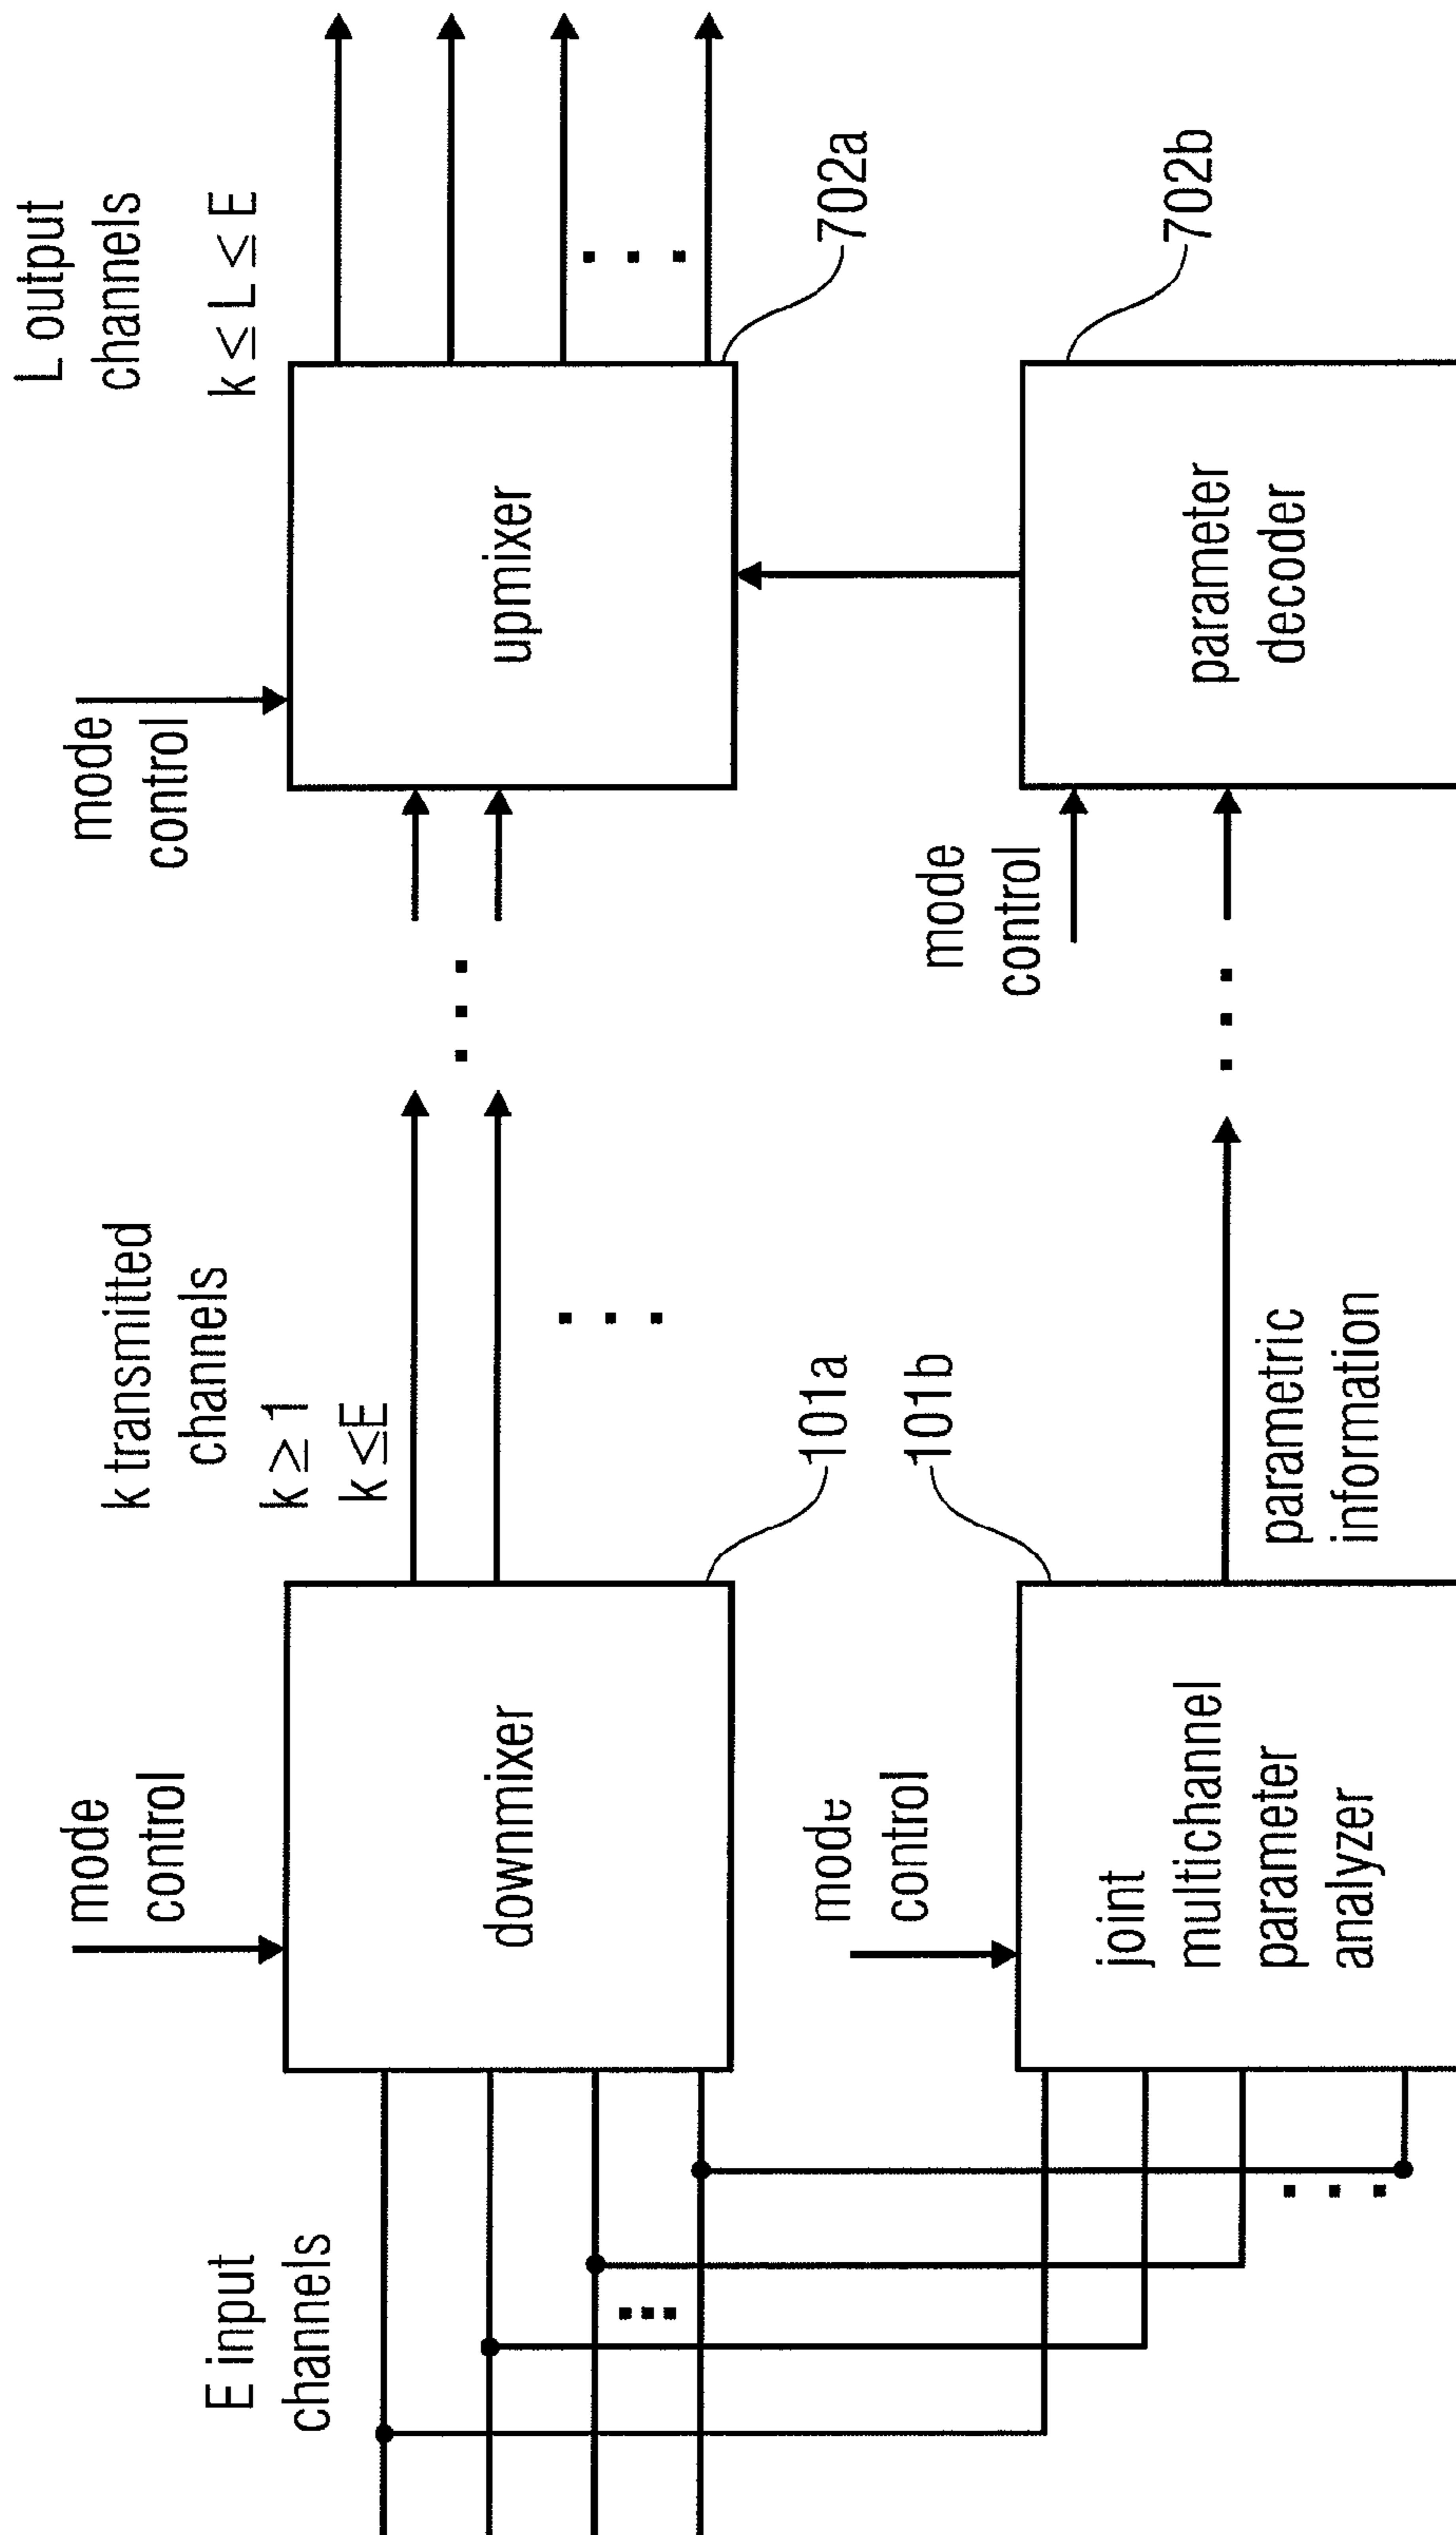 E input
channels
mode
control
downmixer
101a
k transmitted
channels
k ≥ 1
k ≤E
mode
control
upmixer
702a
L output
channels
k ≤ L ≤ E
mode
control
joint
multichannel
parameter
analyzer
101b
parametric
information
mode
control
parameter
decoder
702b